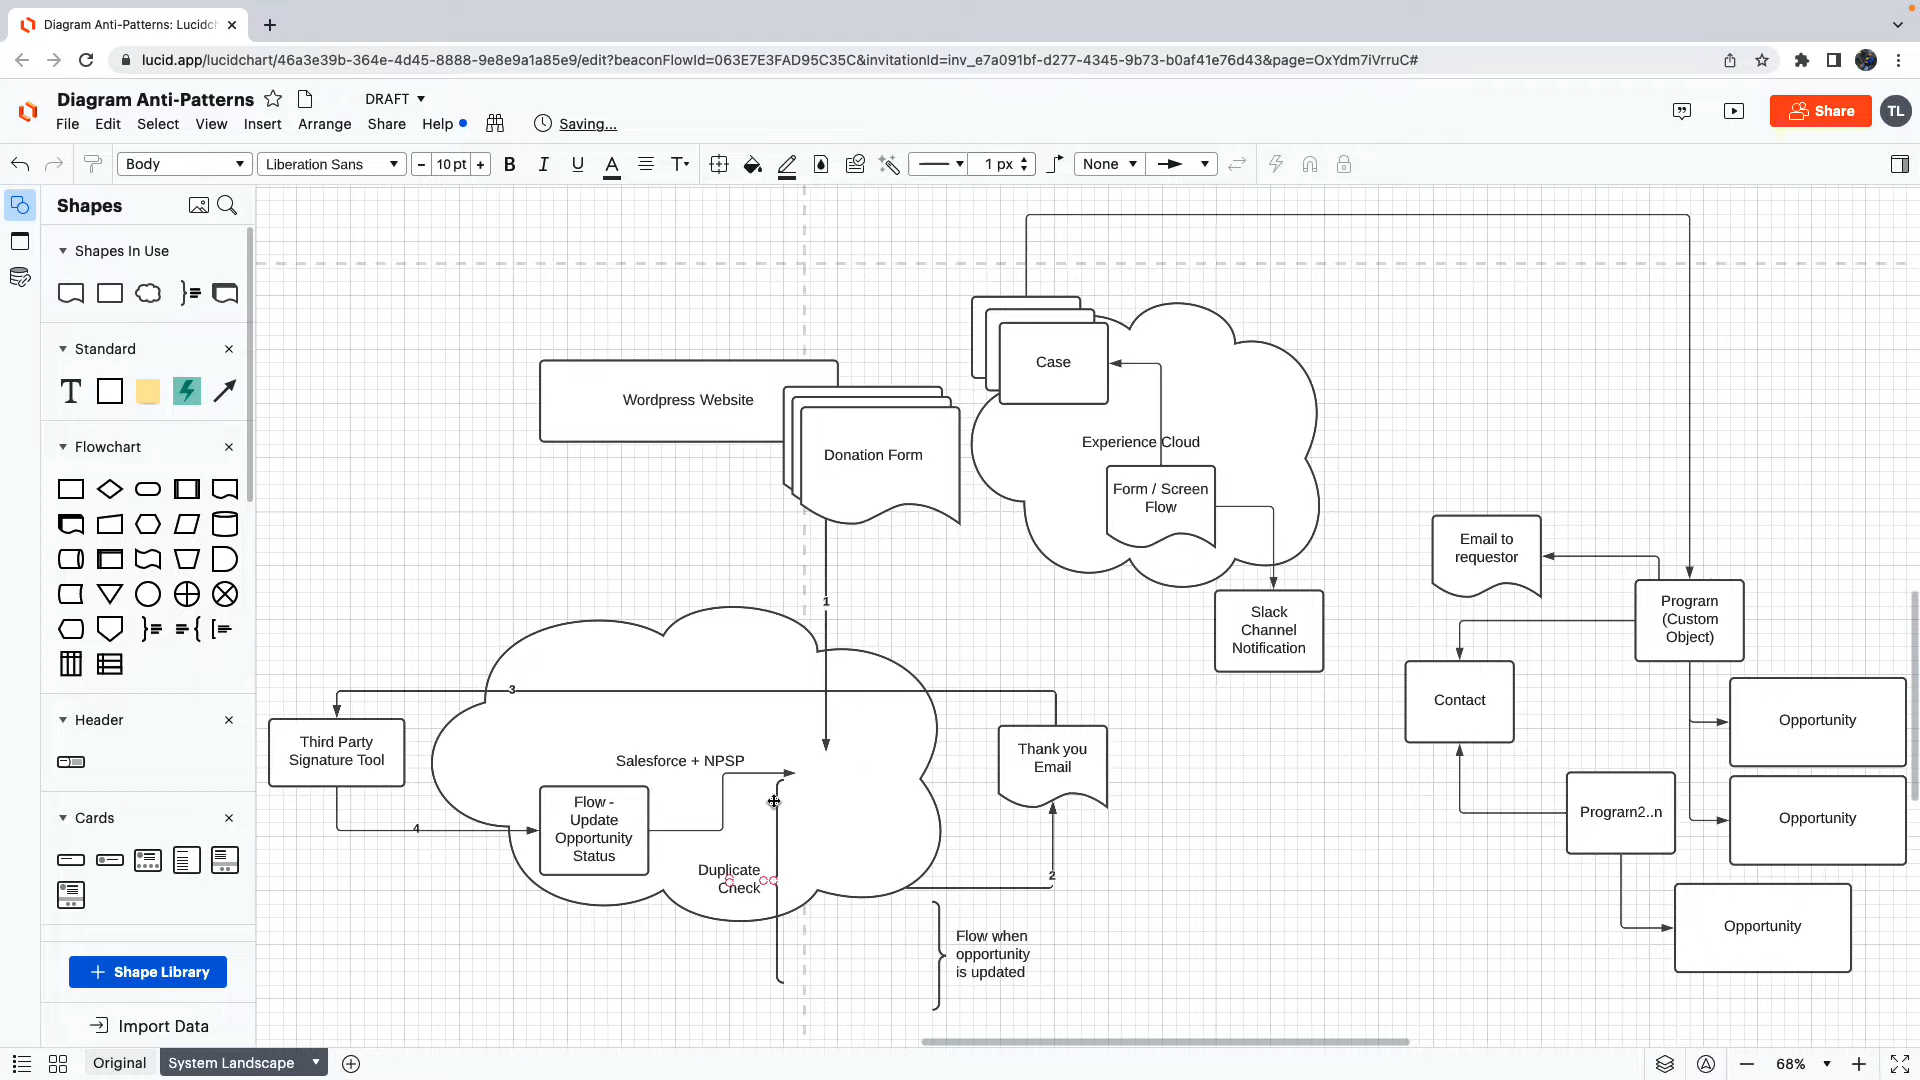 Diagram Anti-Patterns: Lucidch
lucid.app/lucidchart/46a3e39b-364e-4d45-8888-9e8e9a1a85e9/edit?beaconFlowId=063E7E3FAD95C35C&invitationId=inv_e7a091bf-d277-4345-9b73-b0af41e76d43&page=OxYdm7iVrruC#
Diagram Anti-Patterns
DRAFT
File Edit Select View Insert Arrange Share Help
Saving...
Share
TL
Body
Liberation Sans
10 pt
B I U A T
1 px
None
Shapes
Shapes In Use
Standard
T
Flowchart
Header
Cards
+ Shape Library
Import Data
Wordpress Website
Donation Form
Case
Experience Cloud
Form / Screen
Flow
Slack
Channel
Notification
Email to
requestor
Program
(Custom
Object)
Contact
Opportunity
Opportunity
Program2..n
Opportunity
1
3
Third Party
Signature Tool
4
Salesforce + NPSP
Flow -
Update
Opportunity
Status
Duplicate
Check
Thank you
Email
2
Flow when
opportunity
is updated
Original
System Landscape
68%